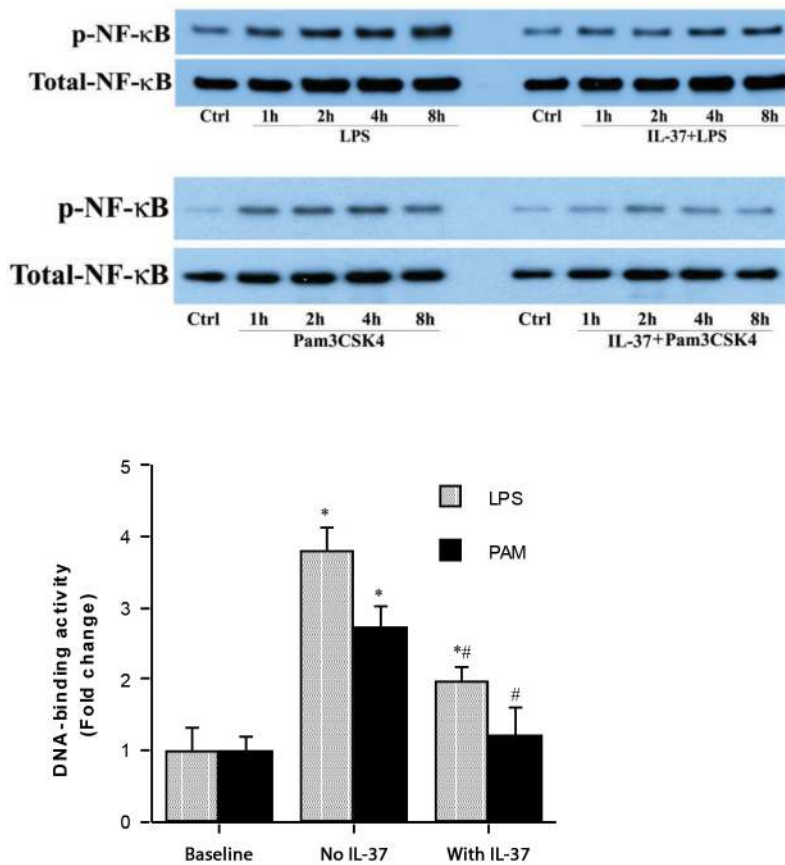 p-NF-κB
Total-NF-κB
Ctrl 1h 2h 4h 8h Ctrl 1h 2h 4h 8h
LPS IL-37+LPS
p-NF-κB
Total-NF-κB
Ctrl 1h 2h 4h 8h Ctrl 1h 2h 4h 8h
Pam3CSK4 IL-37+Pam3CSK4
DNA-binding activity
(Fold change)
5
4
3
2
1
0
LPS
PAM
*
*
*#
#
Baseline No IL-37 With IL-37